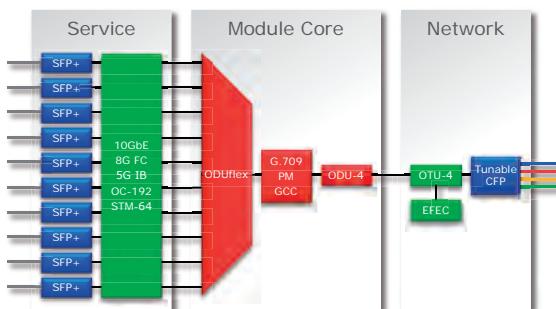 Service
Module Core
Network
SFP+
SFP+
SFP+
SFP+
SFP+
SFP+
SFP+
SFP+
SFP+
SFP+
10GbE
8G FC
5G IB
OC-192
STM-64
ODUflex
G.709
PM
GCC
ODU-4
OTU-4
EFEC
Tunable
CFP